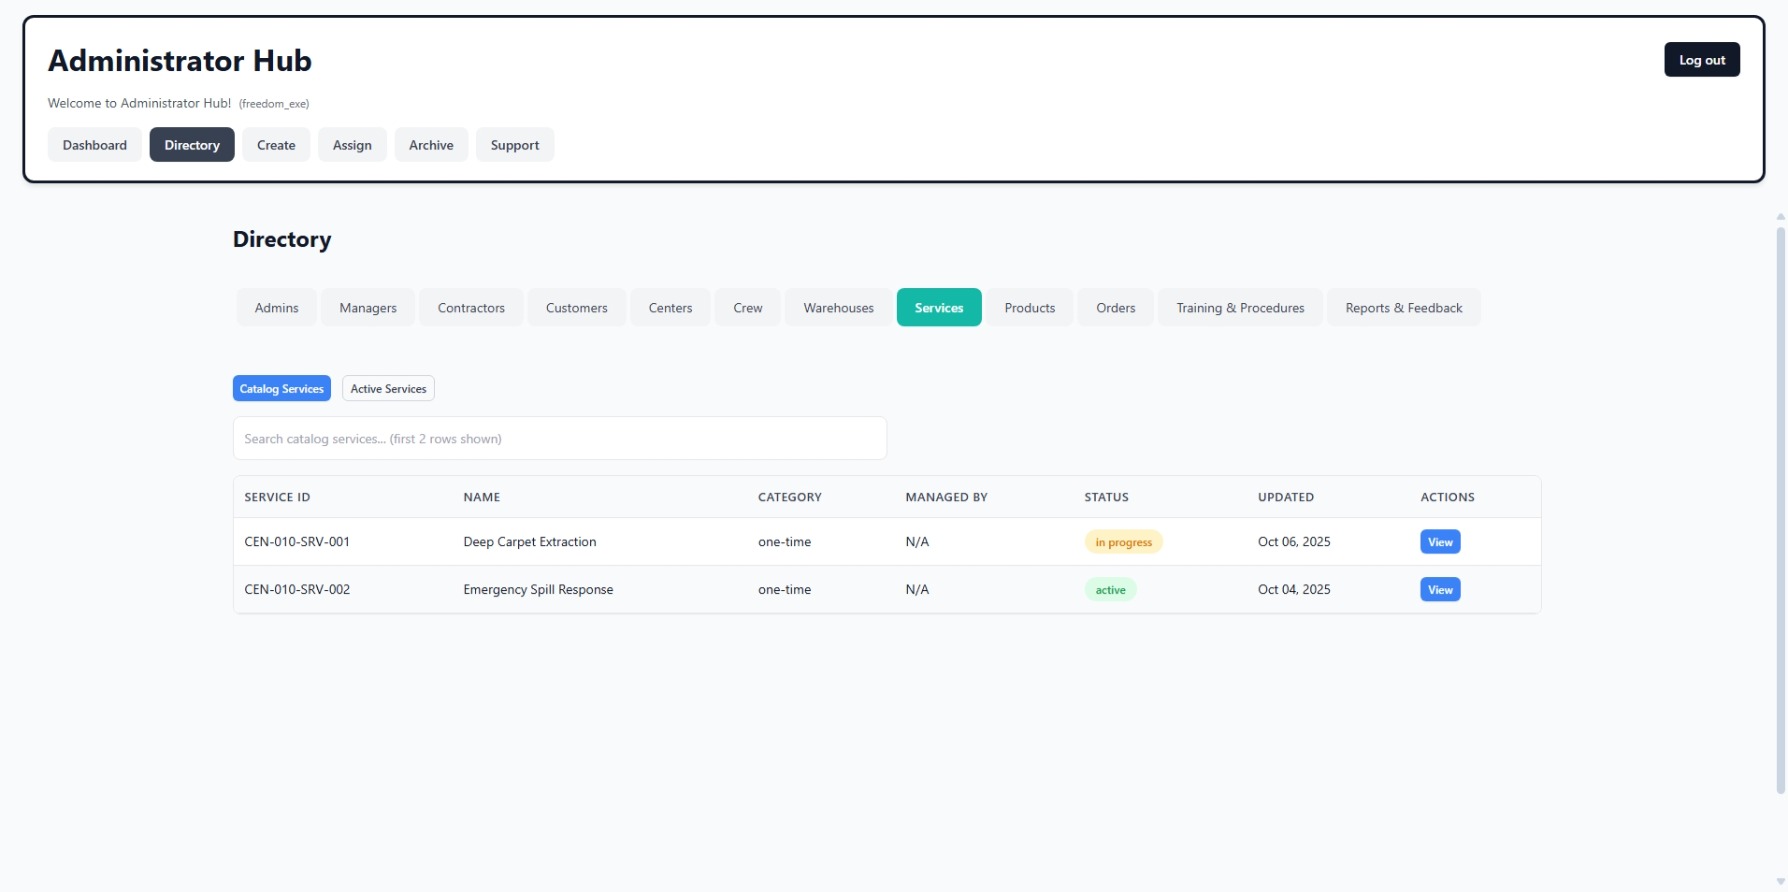 Administrator Hub
Log out
Welcome to Administrator Hub! (freedom_exe)
Dashboard Directory Create Assign Archive Support
Directory
Admins Managers Contractors Customers Centers Crew Warehouses Services Products Orders Training & Procedures Reports & Feedback
Catalog Services Active Services
Search catalog services... (first 2 rows shown)
SERVICE ID NAME CATEGORY MANAGED BY STATUS UPDATED ACTIONS
CEN-010-SRV-001 Deep Carpet Extraction one-time N/A in progress Oct 06, 2025 View
CEN-010-SRV-002 Emergency Spill Response one-time N/A active Oct 04, 2025 View